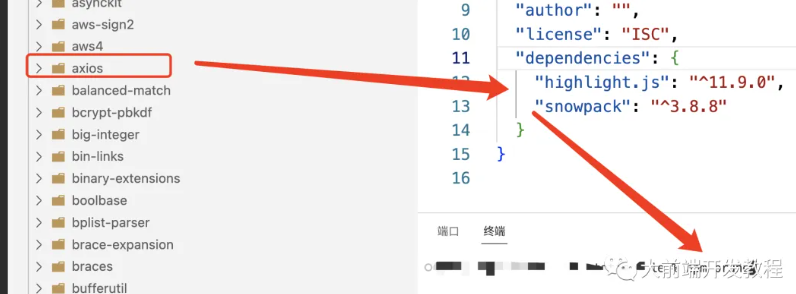 asynckit
aws-sign2
aws4
axios
balanced-match
bcrypt-pbkdf
big-integer
bin-links
binary-extensions
boolbase
bplist-parser
brace-expansion
braces
bufferutil
9 "author": "",
10 "license": "ISC",
11 "dependencies": {
12 "highlight.js": "^11.9.0",
13 "snowpack": "^3.8.8"
14 }
15 }
16
端口 终端
大前端开发教程